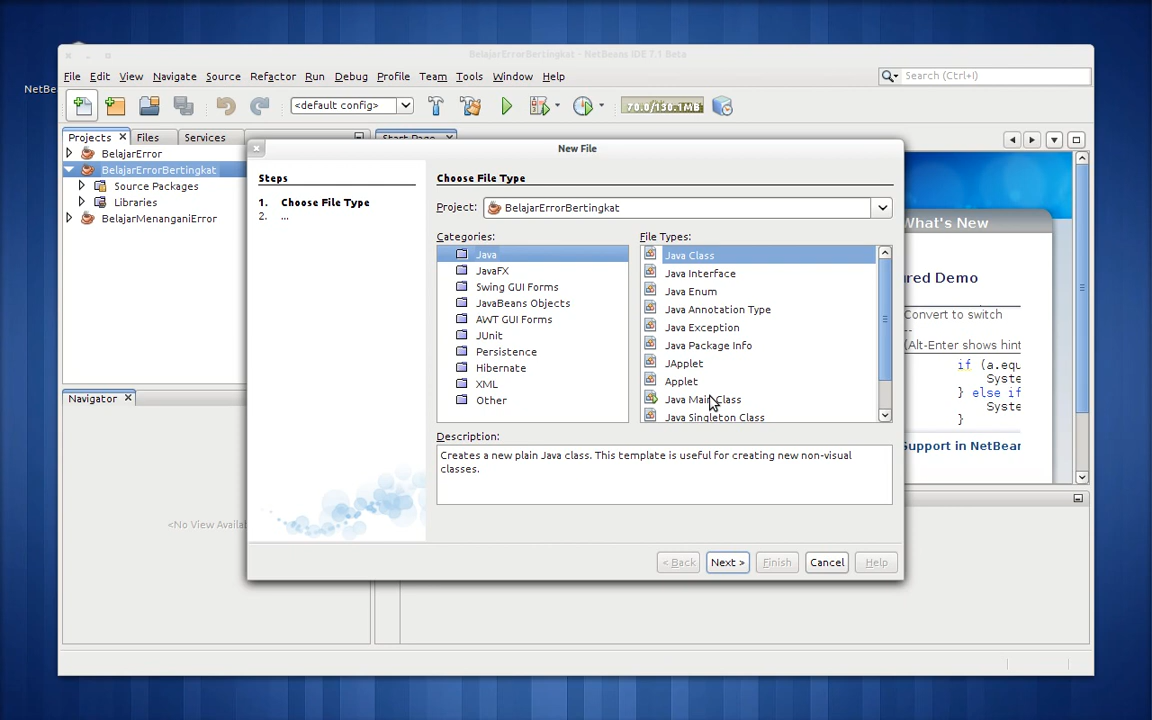 BelajarErrorBertingkat - NetBeans IDE 7.1 Beta
File Edit View Navigate Source Refactor Run Debug Profile Team Tools Window Help
Search (Ctrl+I)
NetBe
<default config>
70.0/130.1MB
Projects Files Services
Start Page
BelajarError
BelajarErrorBertingkat
Source Packages
Libraries
BelajarMenanganiError
Navigator
<No View Availa
New File
Steps
1. Choose File Type
2. ...
Choose File Type
Project: BelajarErrorBertingkat
Categories:
Java
JavaFX
Swing GUI Forms
JavaBeans Objects
AWT GUI Forms
JUnit
Persistence
Hibernate
XML
Other
File Types:
Java Class
Java Interface
Java Enum
Java Annotation Type
Java Exception
Java Package Info
JApplet
Applet
Java Main Class
Java Singleton Class
Description:
Creates a new plain Java class. This template is useful for creating new non-visual
classes.
< Back Next > Finish Cancel Help
What's New
ured Demo
Convert to switch
--
(Alt-Enter shows hint
if (a.equ
Syste
} else if
Syste
}
Support in NetBear